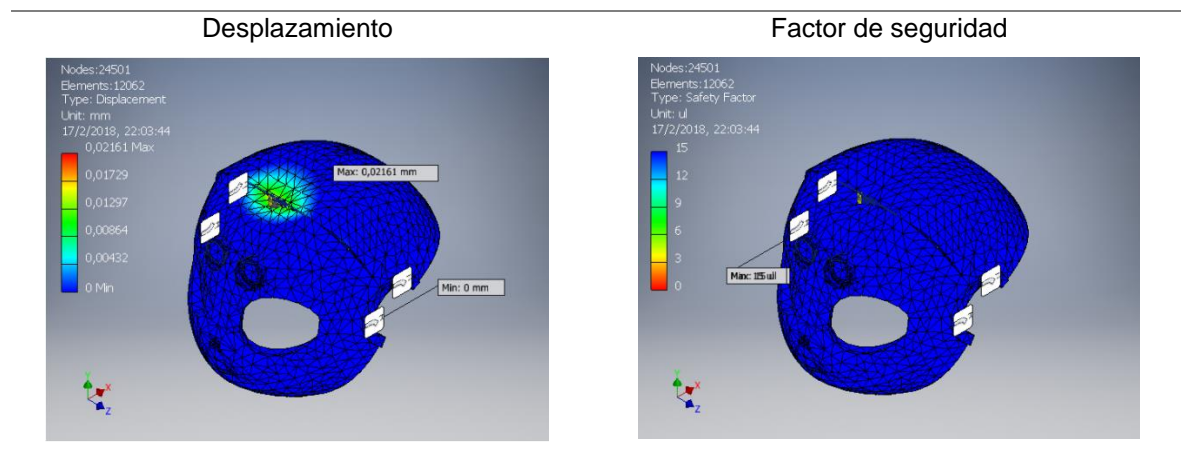 Desplazamiento
Nodes:24501
Elements:12062
Type: Displacement
Unit: mm
17/2/2018, 22:03:44
0,02161 Max
0,01729
0,01297
0,00864
0,00432
0 Min
Max: 0,02161 mm
Min: 0 mm
Y
X
Z
Factor de seguridad
Nodes:24501
Elements:12062
Type: Safety Factor
Unit: ul
17/2/2018, 22:03:44
15
12
9
6
3
0
Max:
Y
X
Z